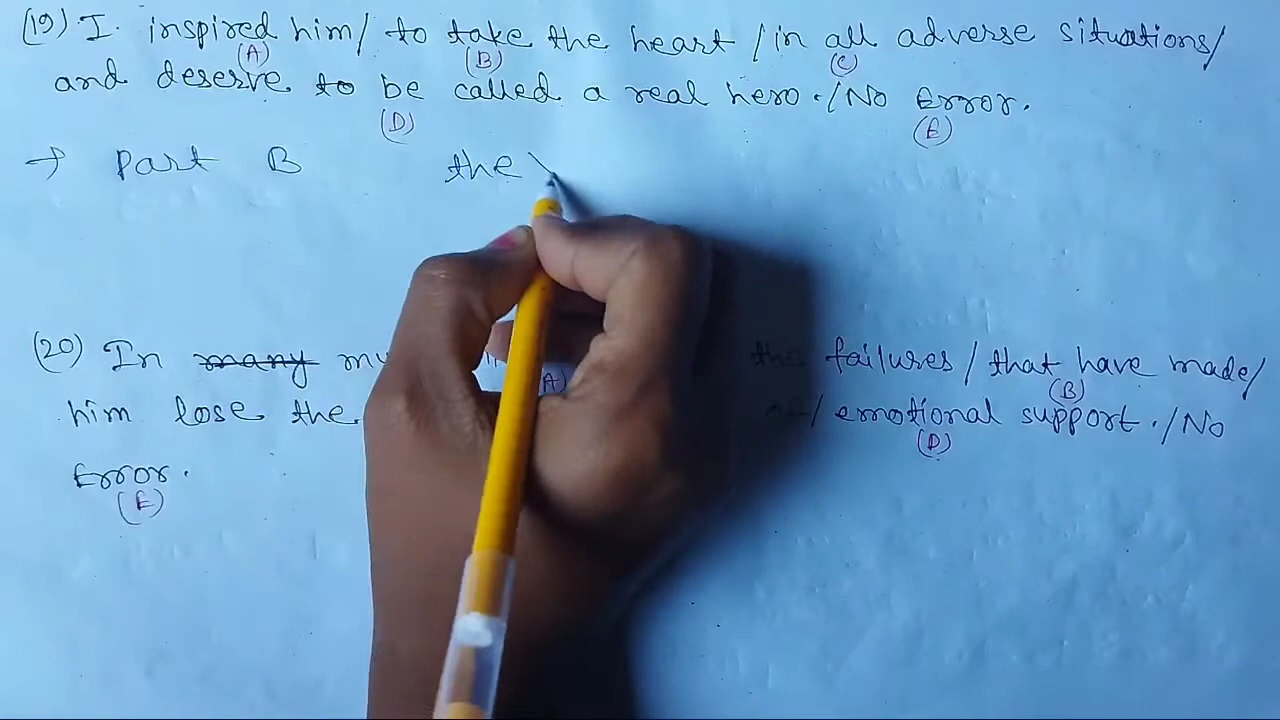 (19) I inspired him/ to take the heart / in all adverse situations/
(A) (B) (C)
and deserve to be called a real hero. / No Error.
(D) (E)
→ Part B the
(20) In many the failures / that have made/
(A) (B)
him lose the / emotional support. / No
(D)
Error.
(E)